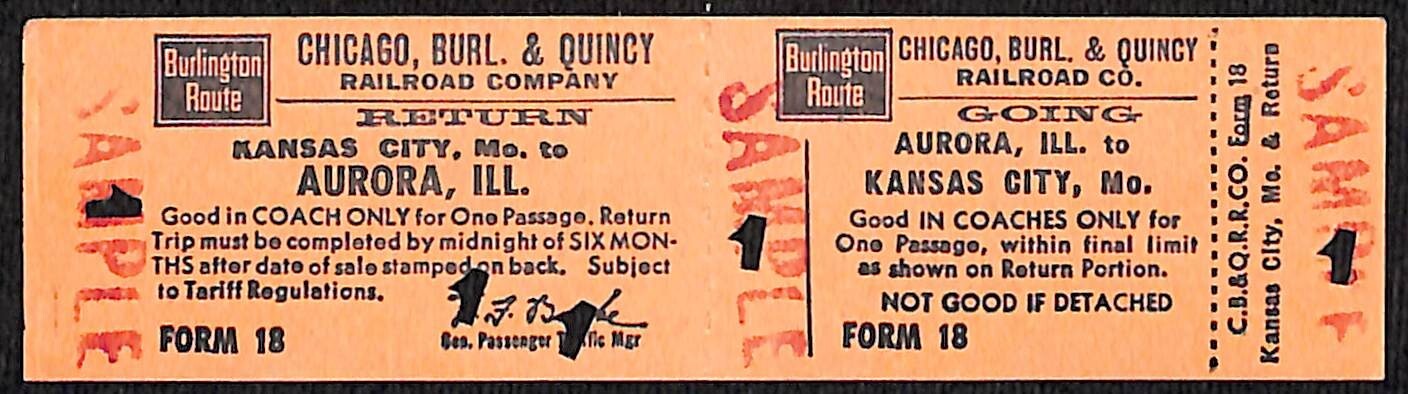 SAMPLE
Burlington
Route
CHICAGO, BURL. & QUINCY
RAILROAD COMPANY
RETURN
KANSAS CITY, Mo. to
AURORA, ILL.
Good in COACH ONLY for One Passage. Return
Trip must be completed by midnight of SIX MON-
THS after date of sale stamped on back. Subject
to Tariff Regulations.
FORM 18
Gen. Passenger Mgr
SAMPLE
Burlington
Route
CHICAGO, BURL. & QUINCY
RAILROAD CO.
GOING
AURORA, ILL. to
KANSAS CITY, Mo.
Good IN COACHES ONLY for
One Passage, within final limit
as shown on Return Portion.
NOT GOOD IF DETACHED
FORM 18
C.B.&Q.R.R.CO. Form 18
Kansas City, Mo. & Return
SAMPLE